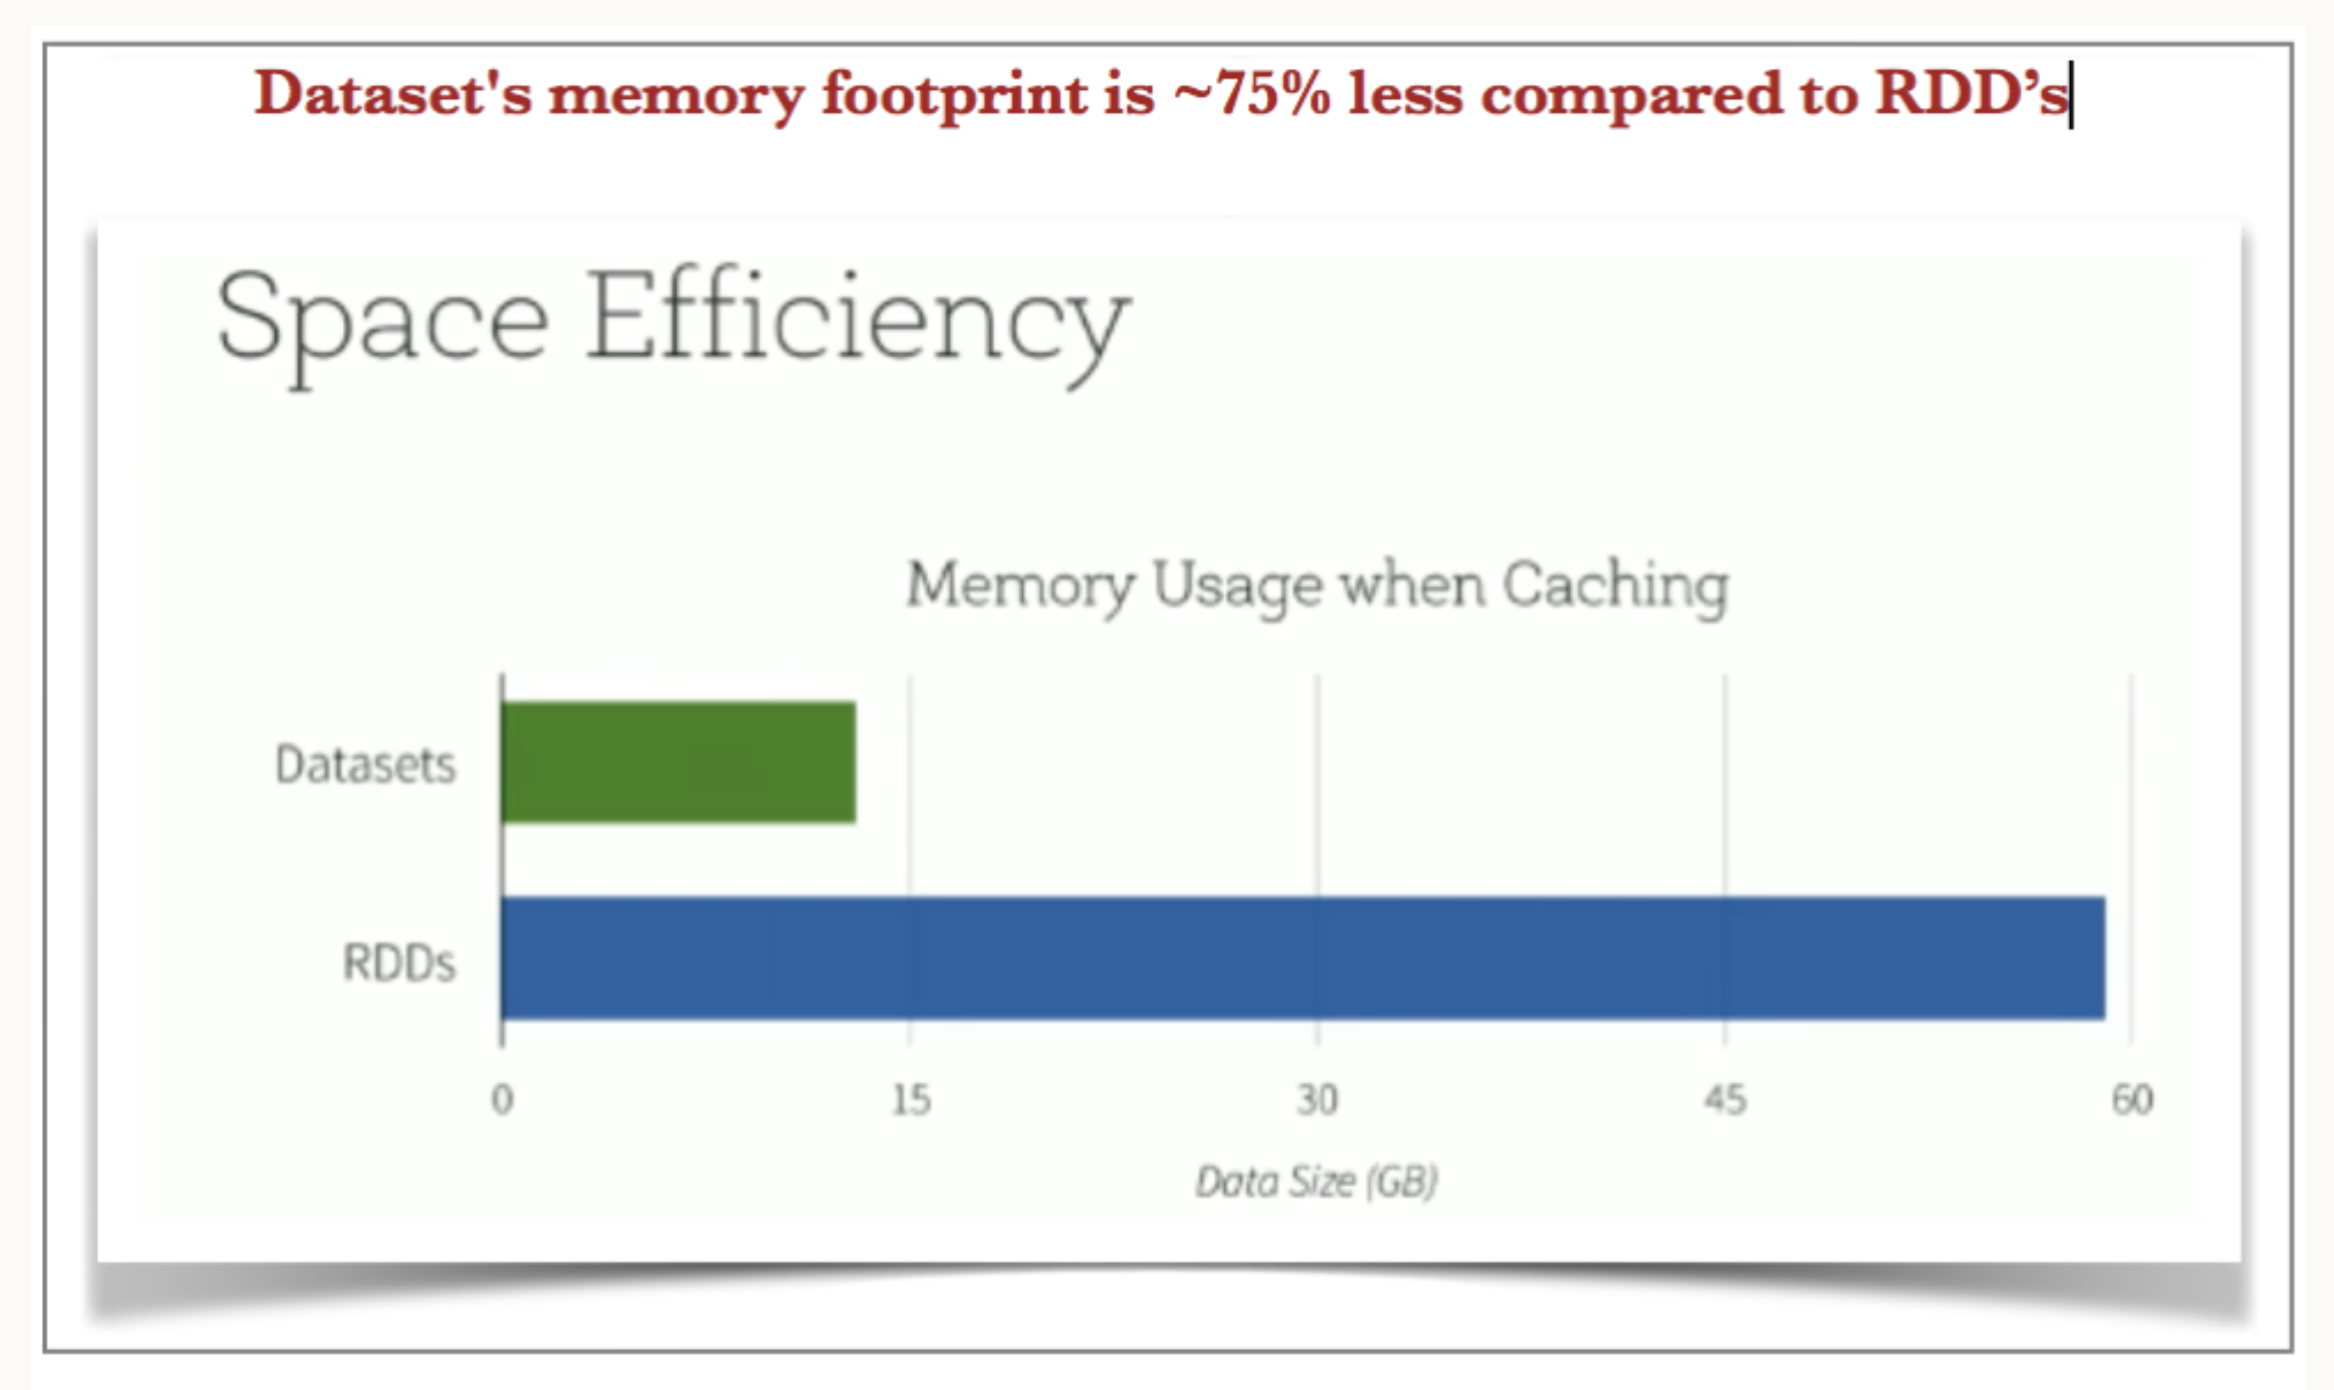 Dataset's memory footprint is ~75% less compared to RDD’s
Space Efficiency
Memory Usage when Caching
Datasets
RDDs
0 15 30 45 60
Data Size (GB)